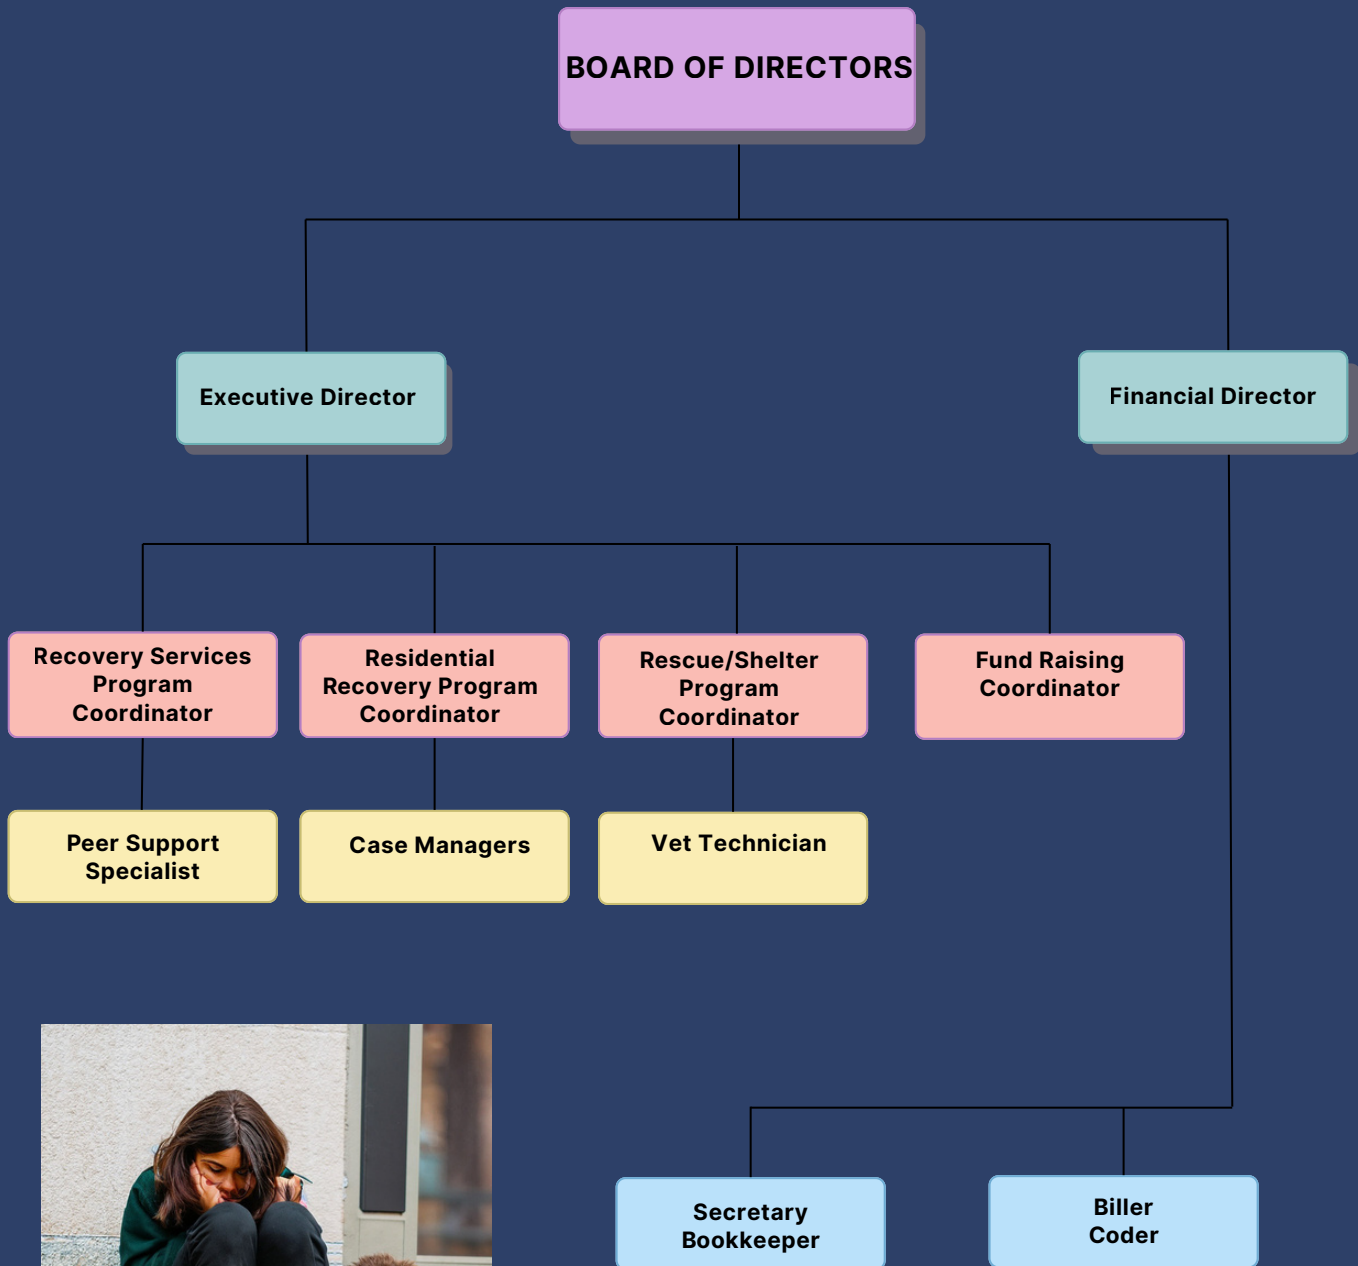 BOARD OF DIRECTORS
Executive Director
Financial Director
Recovery Services
Program
Coordinator
Residential
Recovery Program
Coordinator
Rescue/Shelter
Program
Coordinator
Fund Raising
Coordinator
Peer Support
Specialist
Case Managers
Vet Technician
Secretary
Bookkeeper
Biller
Coder